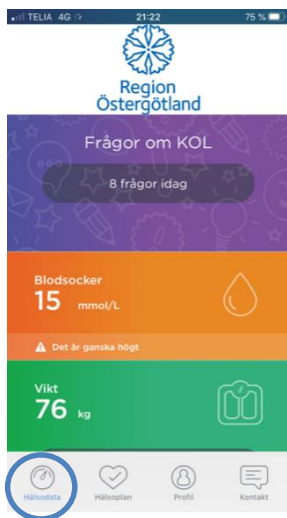 TELIA 4G 21:22 75 %
Region
Östergötland
Frågor om KOL
8 frågor idag
Blodsocker
15 mmol/L
Det är ganska högt
Vikt
76 kg
Hälsodata Hälsoplan Profil Kontakt